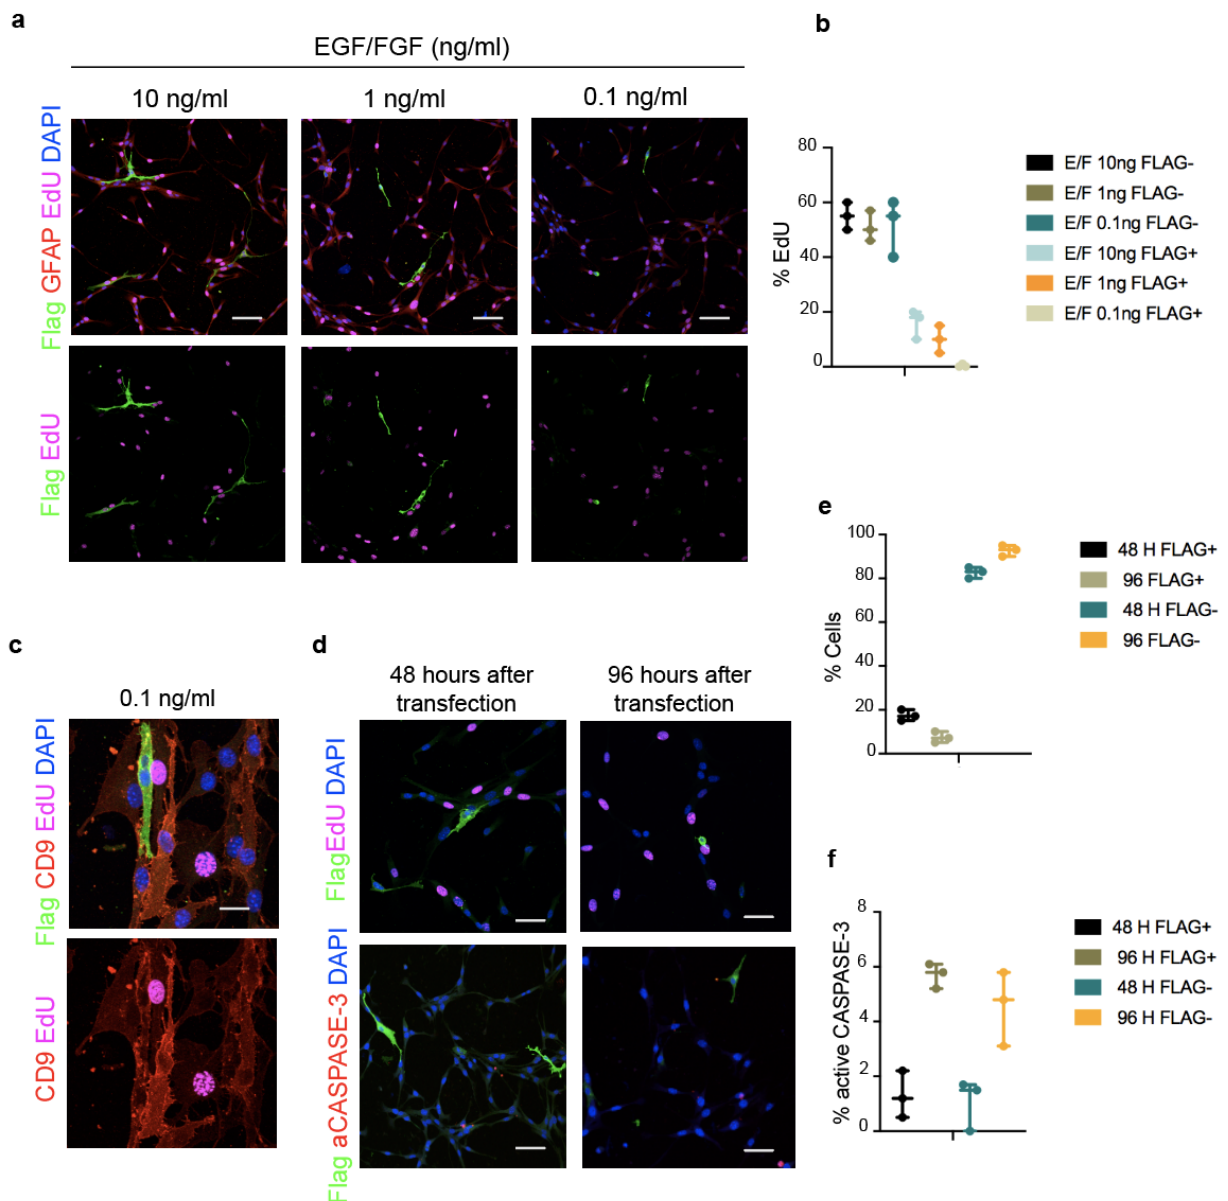 a
EGF/FGF (ng/ml)
10 ng/ml
1 ng/ml
0.1 ng/ml
Flag GFAP EdU DAPI
Flag EdU
b
% EdU
80
60
40
20
0
E/F 10ng FLAG-
E/F 1ng FLAG-
E/F 0.1ng FLAG-
E/F 10ng FLAG+
E/F 1ng FLAG+
E/F 0.1ng FLAG+
c
0.1 ng/ml
Flag CD9 EdU DAPI
CD9 EdU
d
48 hours after
transfection
96 hours after
transfection
FlagEdU DAPI
Flag aCASPASE-3 DAPI
e
% Cells
100
80
60
40
20
0
48 H FLAG+
96 FLAG+
48 H FLAG-
96 FLAG-
f
% active CASPASE-3
8
6
4
2
0
48 H FLAG+
96 H FLAG+
48 H FLAG-
96 H FLAG-